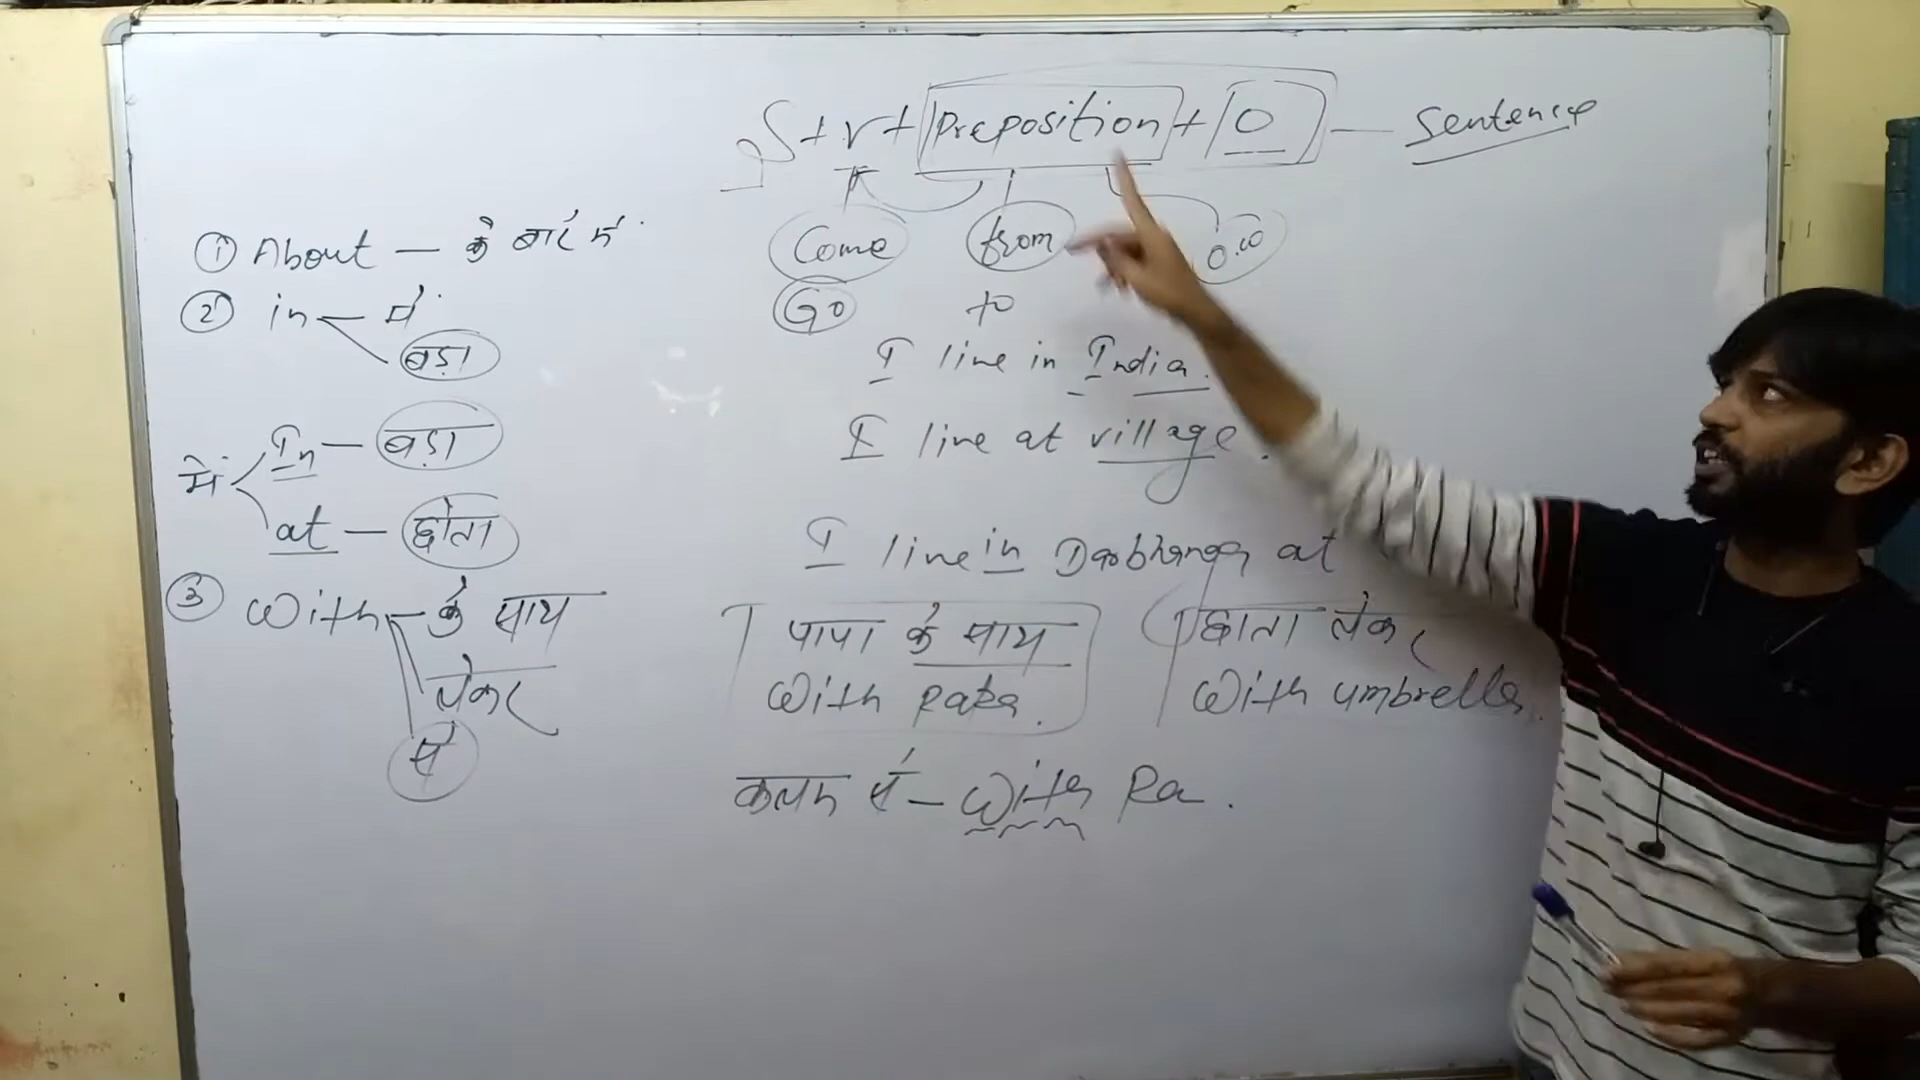 S + v + preposition + O — Sentence
① About — के बारे में
Come from
② in — में
Go to
बड़ा
I live in India.
में
In — बड़ा
I live at village.
at — छोटा
I live in Darbhanga at
③ With — के साथ
पापा के साथ
छाता लेकर
लेकर
With papa.
With umbrella.
से
कलम से — With Pen.